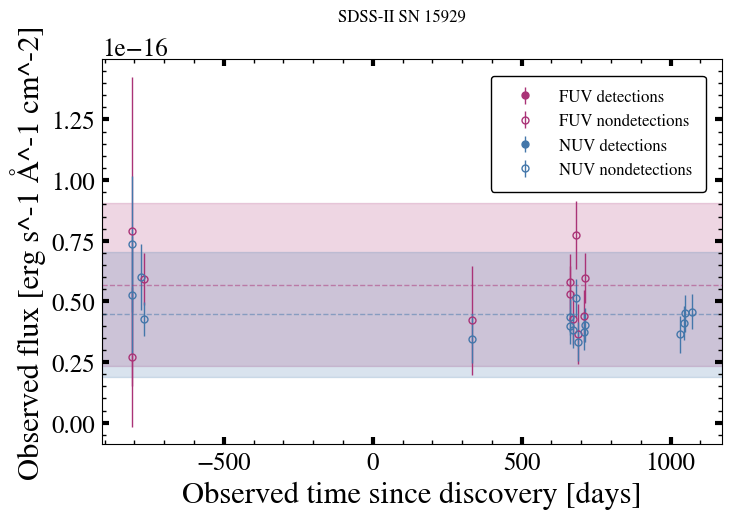 SDSS-II SN 15929
1e−16
Observed flux [erg s^-1 Å^-1 cm^-2]
1.25
1.00
0.75
0.50
0.25
0.00
FUV detections
FUV nondetections
NUV detections
NUV nondetections
−500
0
500
1000
Observed time since discovery [days]